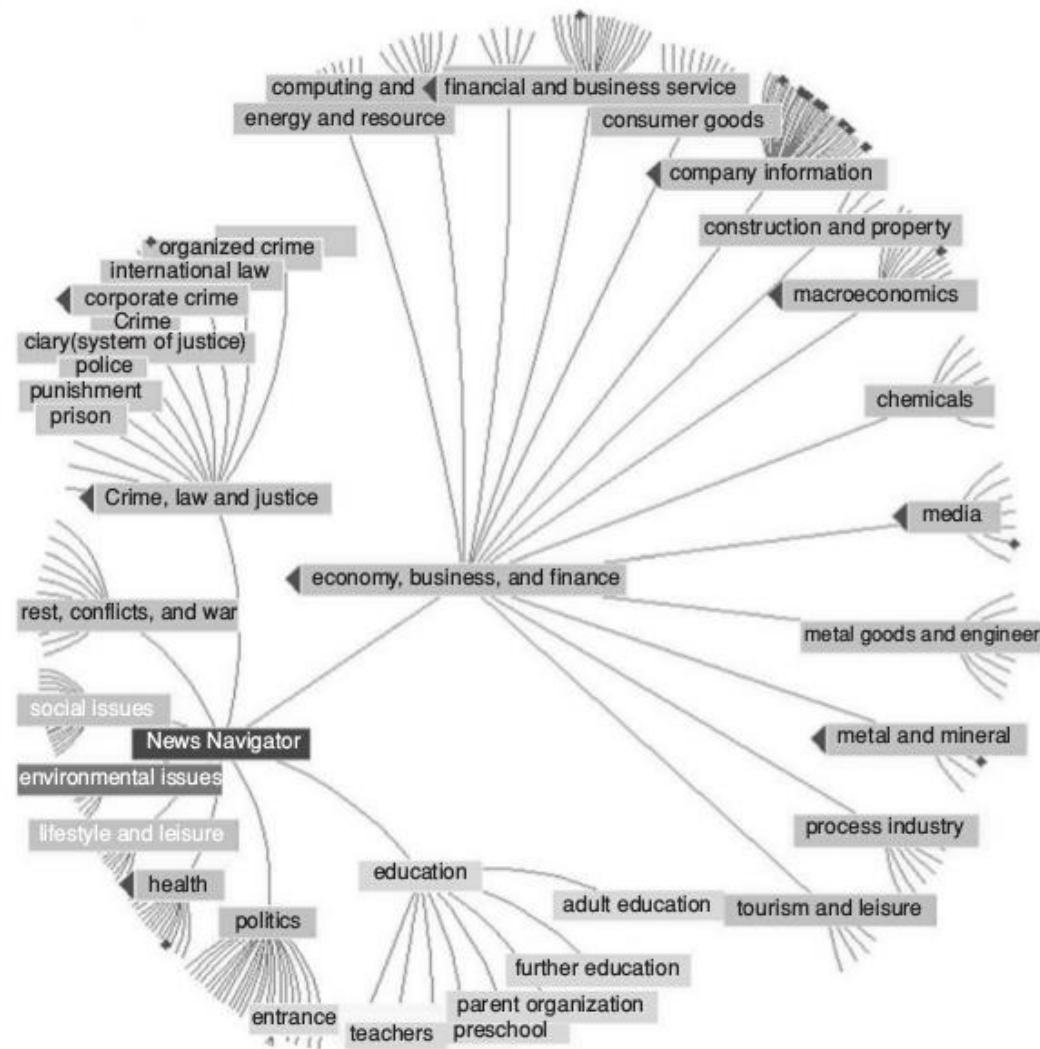 computing and
financial and business service
energy and resource
consumer goods
company information
construction and property
macroeconomics
organized crime
international law
corporate crime
Crime
ciary(system of justice)
police
punishment
prison
chemicals
Crime, law and justice
media
economy, business, and finance
rest, conflicts, and war
metal goods and engineer
social issues
News Navigator
metal and mineral
environmental issues
lifestyle and leisure
process industry
education
health
adult education
tourism and leisure
politics
further education
parent organization
entrance
teachers
preschool